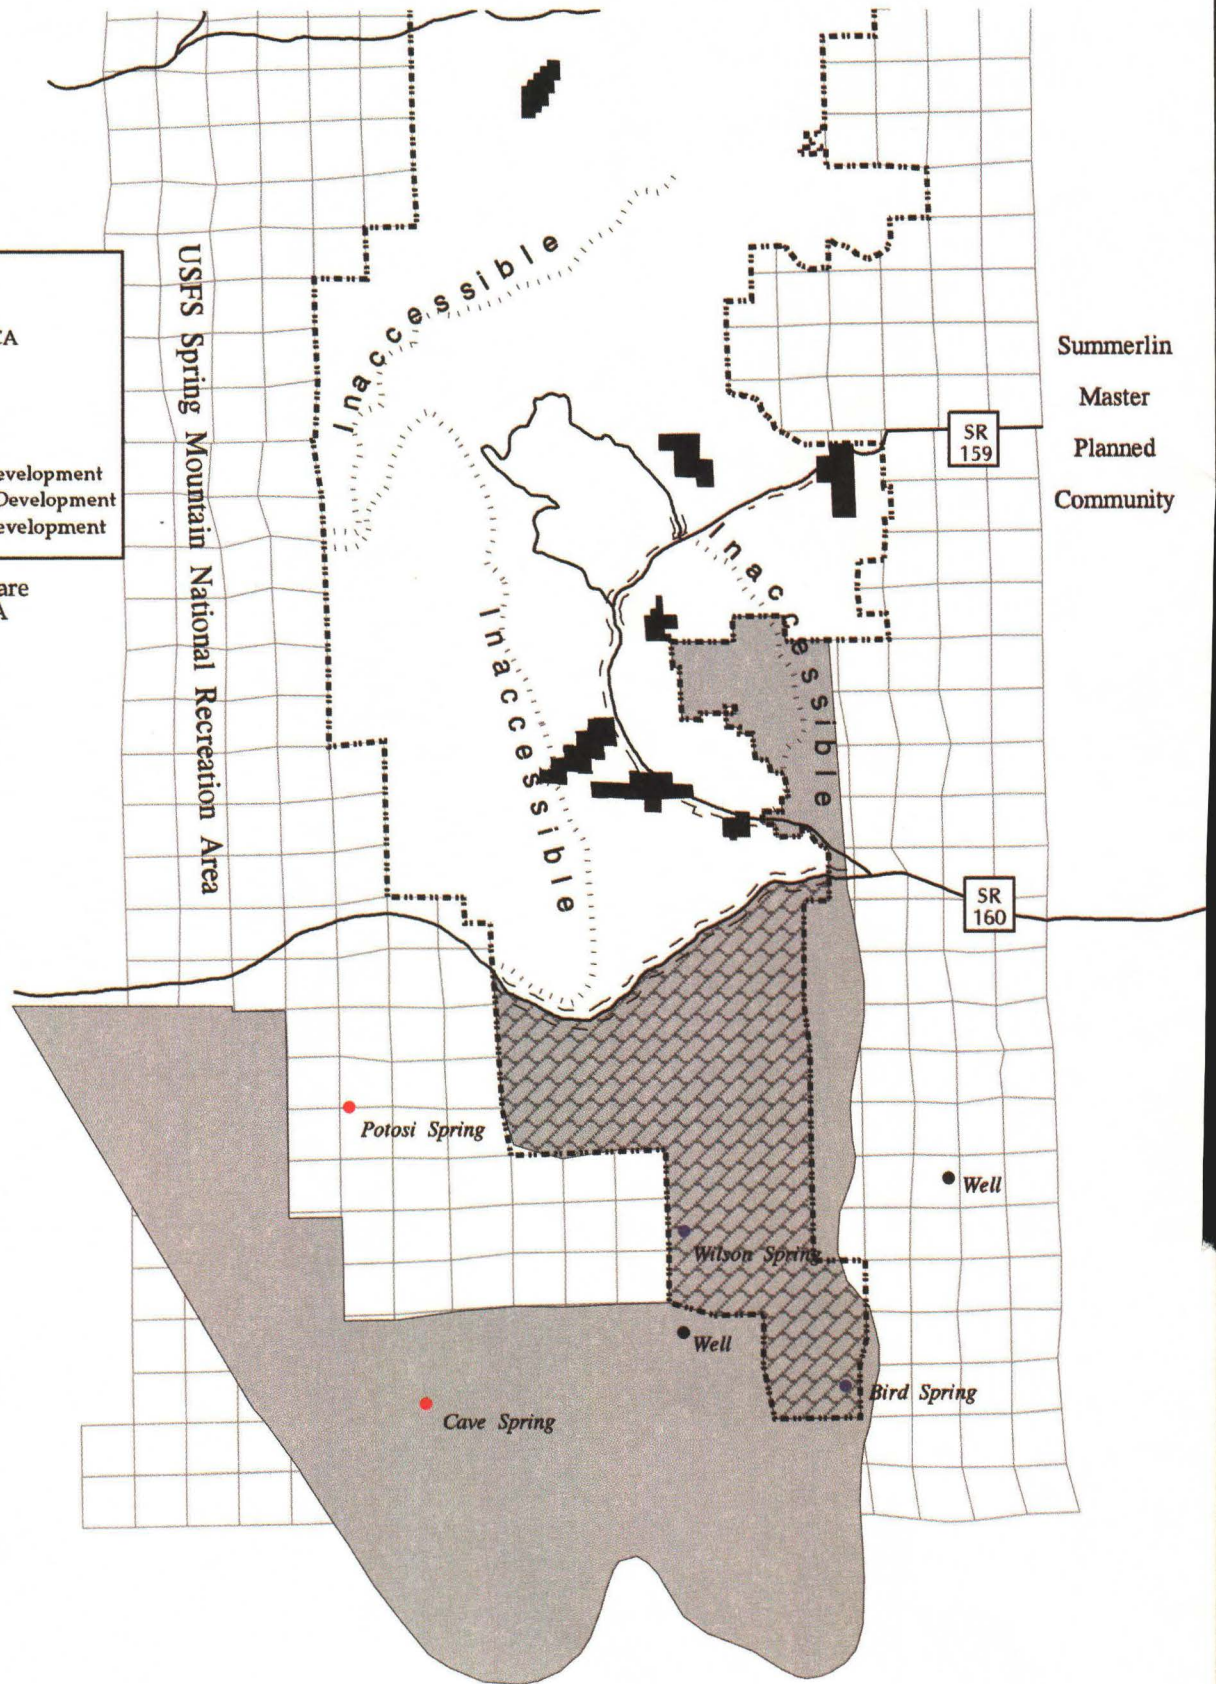 Inaccessible
USFS Spring Mountain National Recreation Area
CA
evelopment
Development
evelopment
are
A
Summerlin
Master
Planned
Community
SR
159
Inaccessible
Inaccessible
SR
160
Potosi Spring
Well
Wilson Spring
Well
Bird Spring
Cave Spring